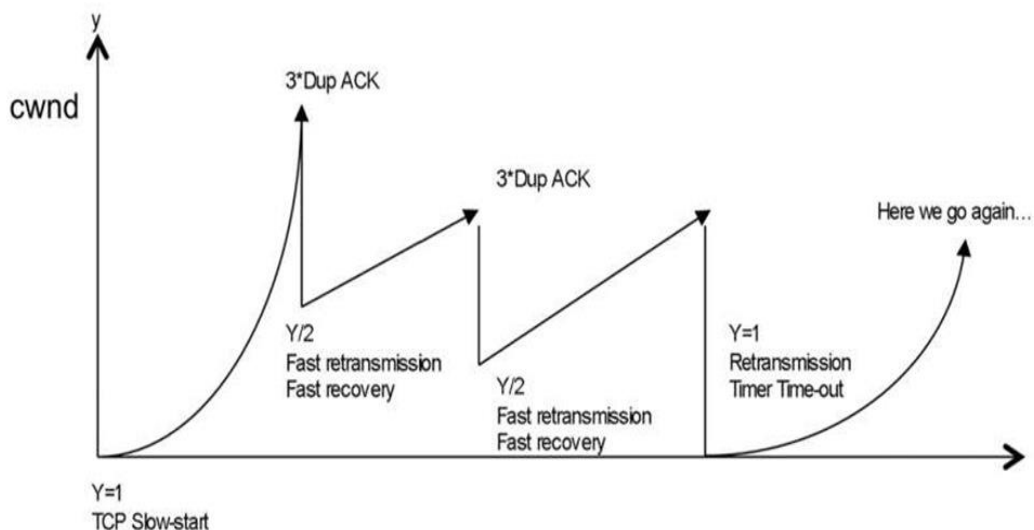 y
3*Dup ACK
cwnd
3*Dup ACK
Here we go again...
Y/2
Fast retransmission
Fast recovery
Y=1
Retransmission
Timer Time-out
Y/2
Fast retransmission
Fast recovery
Y=1
TCP Slow-start